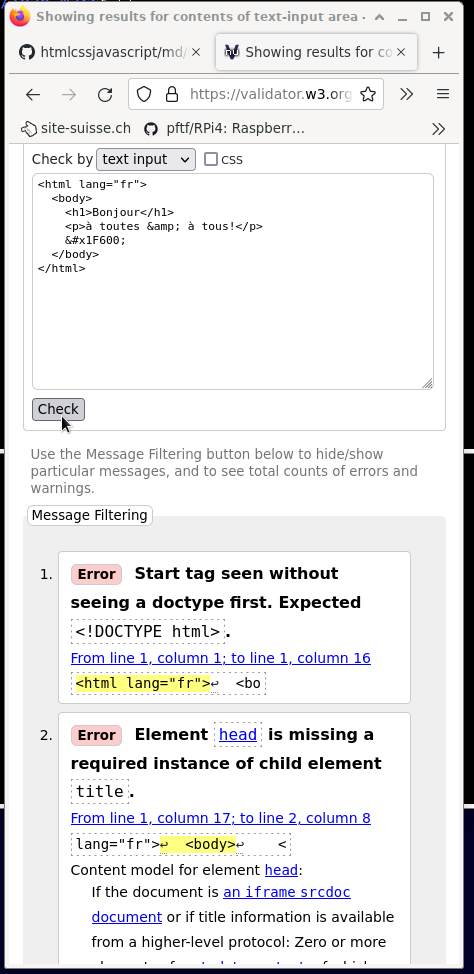 Showing results for contents of text-input area -
htmlcssjavascript/md/
Showing results for co
https://validator.w3.org
site-suisse.ch
pftf/RPi4: Raspberr…
Check by text input css
<html lang="fr">
  <body>
    <h1>Bonjour</h1>
    <p>à toutes &amp; à tous!</p>
    &#x1F600;
  </body>
</html>
Check
Use the Message Filtering button below to hide/show
particular messages, and to see total counts of errors and
warnings.
Message Filtering
1. Error Start tag seen without
seeing a doctype first. Expected
<!DOCTYPE html>.
From line 1, column 1; to line 1, column 16
<html lang="fr">↩  <bo
2. Error Element head is missing a
required instance of child element
title.
From line 1, column 17; to line 2, column 8
lang="fr">↩  <body>↩    <
Content model for element head:
If the document is an iframe srcdoc
document or if title information is available
from a higher-level protocol: Zero or more